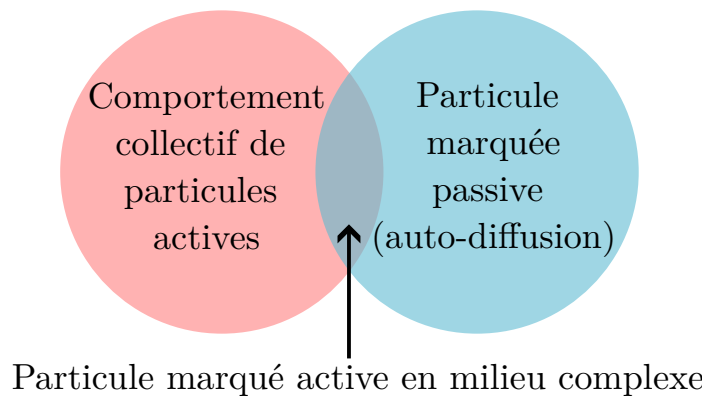 Comportement
collectif de
particules
actives
Particule
marquée
passive
(auto-diffusion)
Particule marqué active en milieu complexe